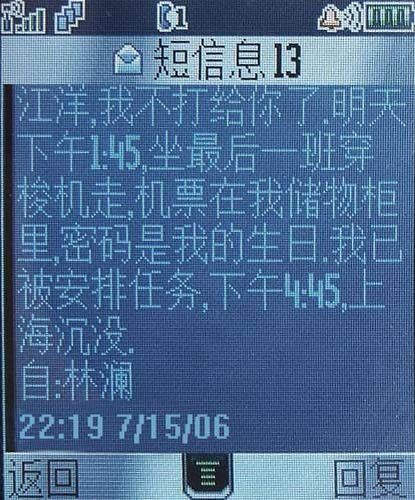 1
短信息 13
江洋,我不打给你了.明天
下午1:45,坐最后一班穿
梭机走,机票在我储物柜
里,密码是我的生日.我已
被安排任务,下午4:45,上
海沉没.
自:林澜
22:19 7/15/06
返回 回复